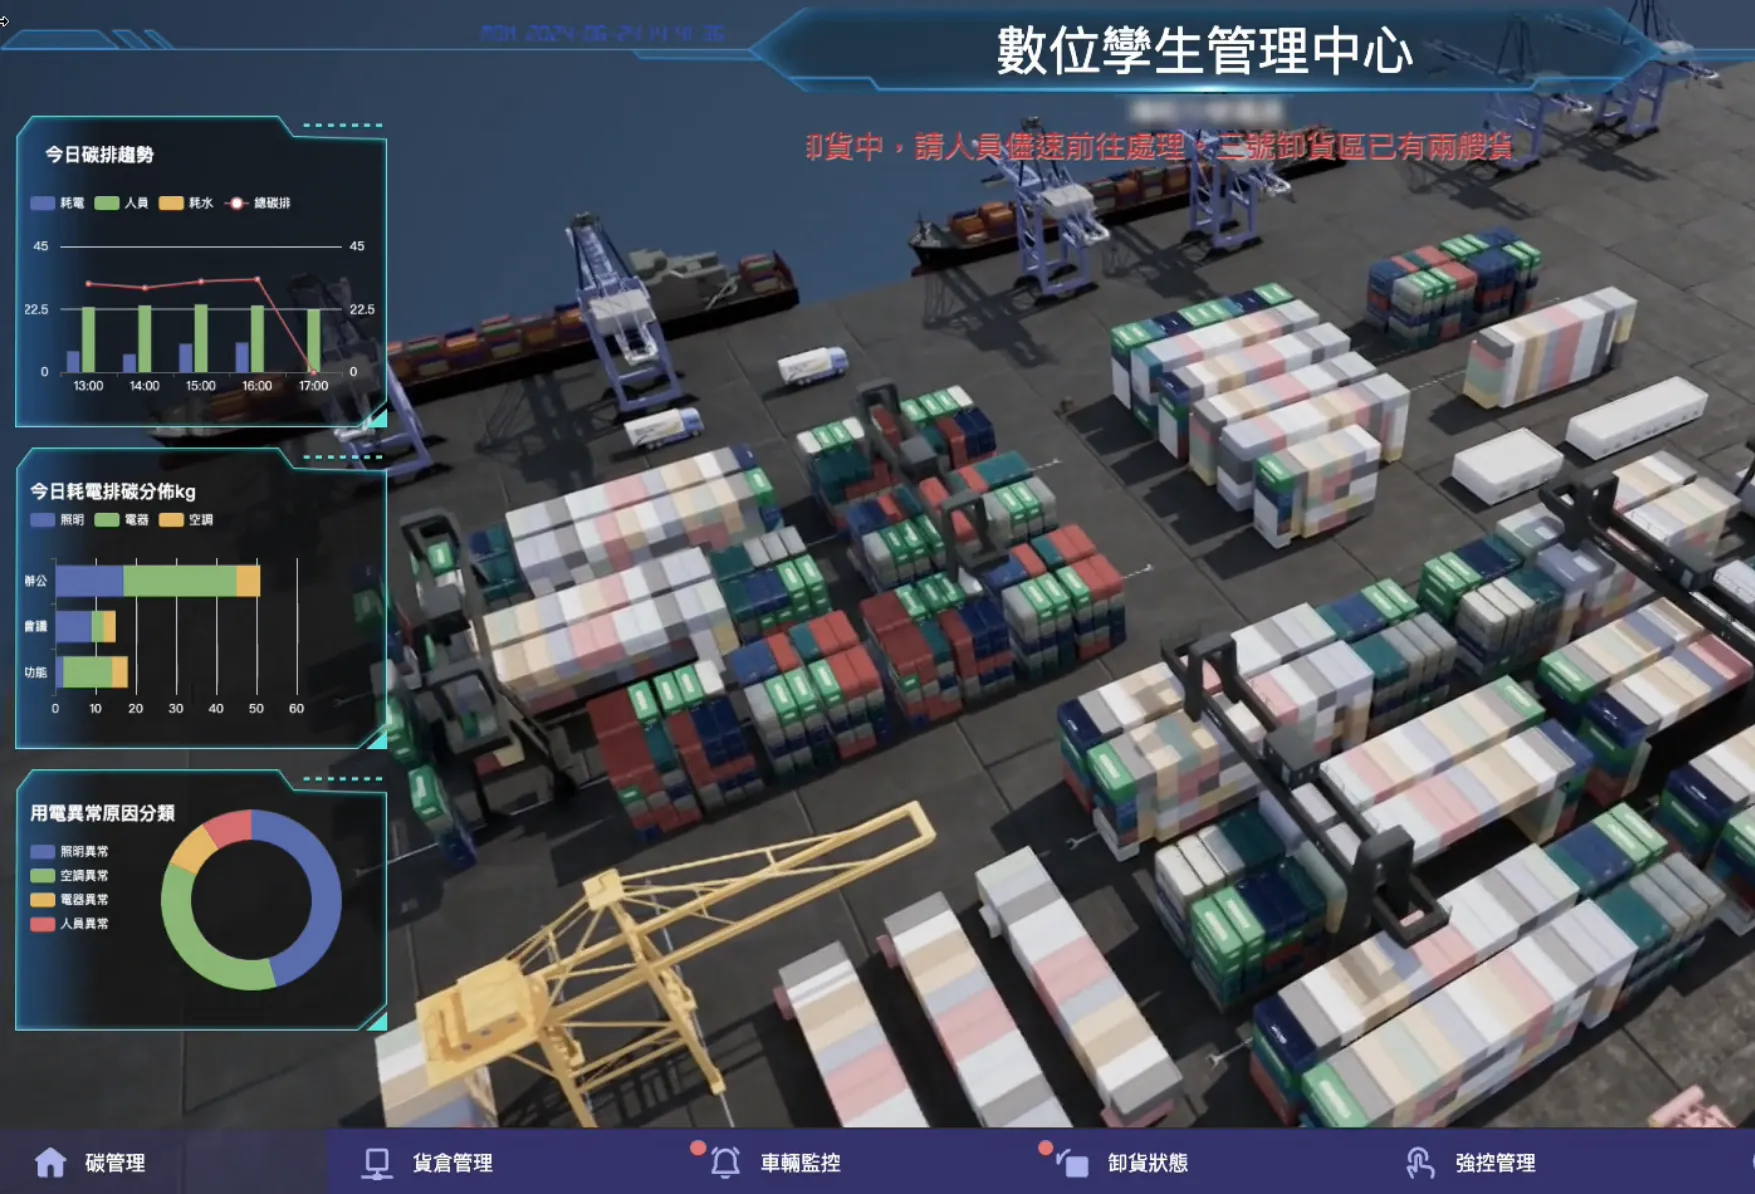 MON 2024-06-24 14:41:36
數位孿生管理中心
卸貨中，請人員儘速前往處理。三號卸貨區已有兩艘貨
今日碳排趨勢
耗電 人員 耗水 總碳排
45 45
22.5 22.5
0 0
13:00 14:00 15:00 16:00 17:00
今日耗電排碳分佈kg
照明 電器 空調
辦公
會議
功能
0 10 20 30 40 50 60
用電異常原因分類
照明異常
空調異常
電器異常
人員異常
碳管理 貨倉管理 車輛監控 卸貨狀態 強控管理